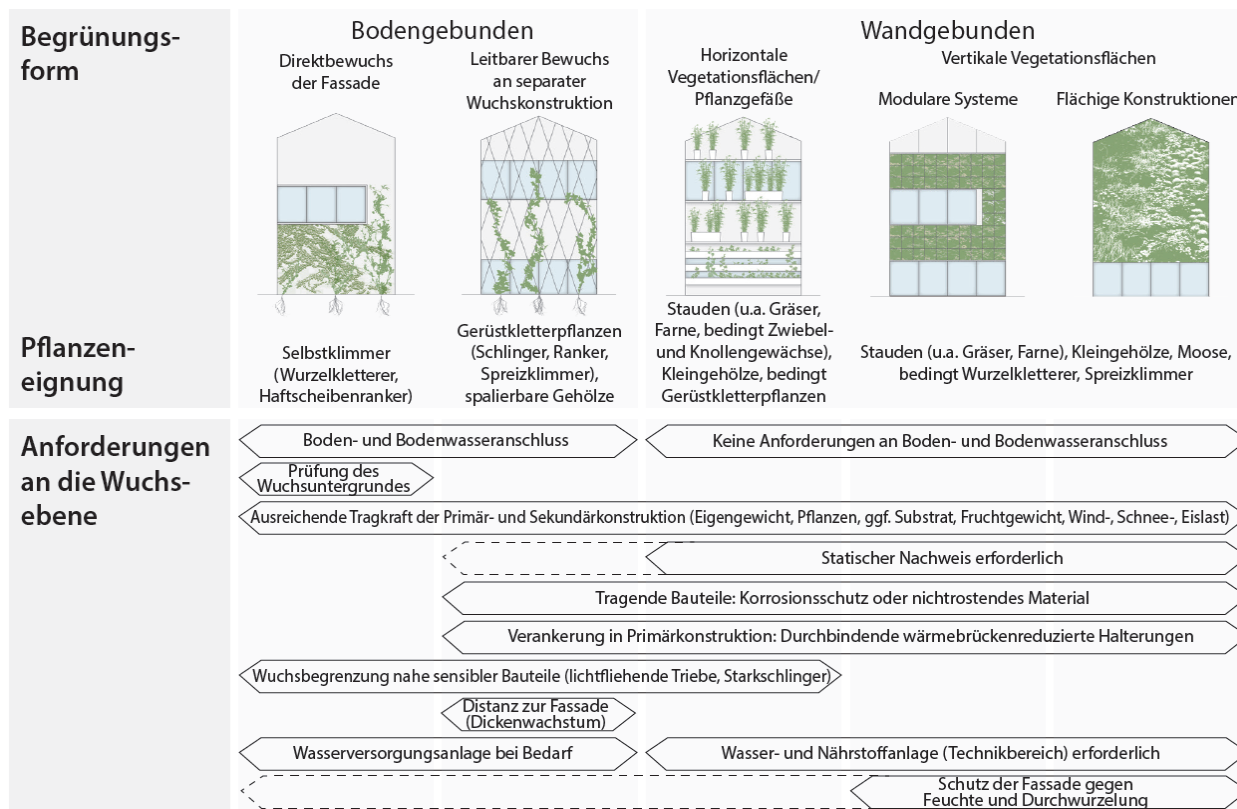 Begrünungs-
form
Bodengebunden
Wandgebunden
Direktbewuchs
der Fassade
Leitbarer Bewuchs
an separater
Wuchskonstruktion
Horizontale
Vegetationsflächen/
Pflanzgefäße
Vertikale Vegetationsflächen
Modulare Systeme
Flächige Konstruktionen
Pflanzen-
eignung
Selbstklimmer
(Wurzelkletterer,
Haftscheibenranker)
Gerüstkletterpflanzen
(Schlinger, Ranker,
Spreizklimmer),
spalierbare Gehölze
Stauden (u.a. Gräser,
Farne, bedingt Zwiebel-
und Knollengewächse),
Kleingehölze, bedingt
Gerüstkletterpflanzen
Stauden (u.a. Gräser, Farne), Kleingehölze, Moose,
bedingt Wurzelkletterer, Spreizklimmer
Anforderungen
an die Wuchs-
ebene
Boden- und Bodenwasseranschluss
Keine Anforderungen an Boden- und Bodenwasseranschluss
Prüfung des
Wuchsuntergrundes
Ausreichende Tragkraft der Primär- und Sekundärkonstruktion (Eigengewicht, Pflanzen, ggf. Substrat, Fruchtgewicht, Wind-, Schnee-, Eislast)
Statischer Nachweis erforderlich
Tragende Bauteile: Korrosionsschutz oder nichtrostendes Material
Verankerung in Primärkonstruktion: Durchbindende wärmebrückenreduzierte Halterungen
Wuchsbegrenzung nahe sensibler Bauteile (lichtfliehende Triebe, Starkschlinger)
Distanz zur Fassade
(Dickenwachstum)
Wasserversorgungsanlage bei Bedarf
Wasser- und Nährstoffanlage (Technikbereich) erforderlich
Schutz der Fassade gegen
Feuchte und Durchwurzelung